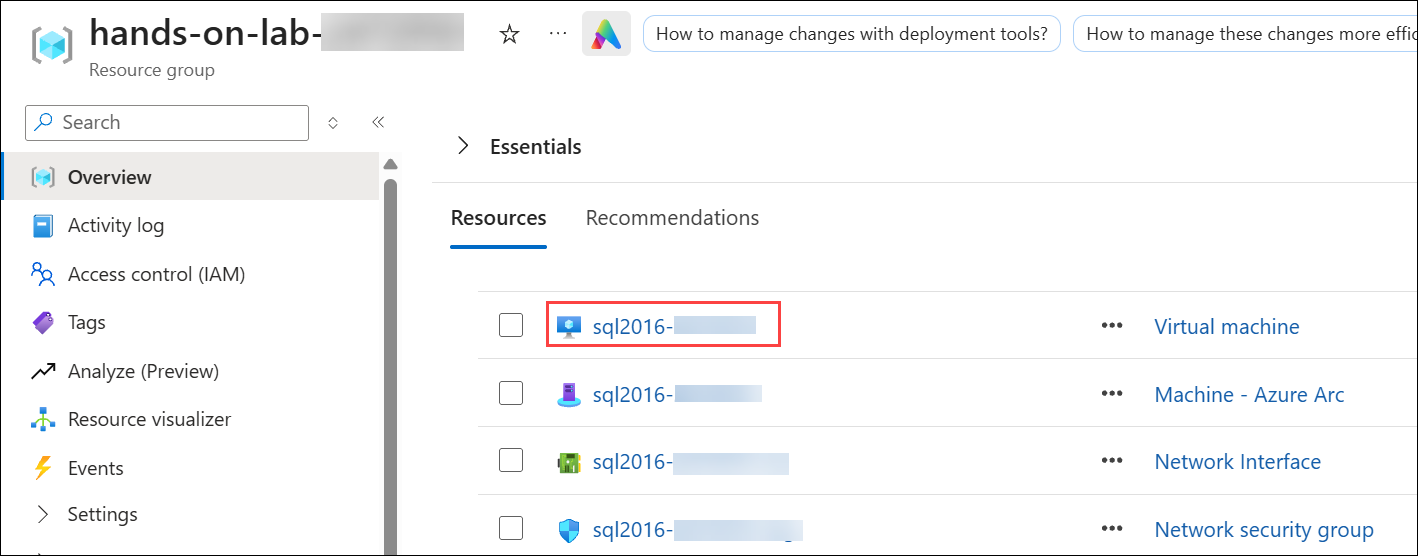 hands-on-lab-
How to manage changes with deployment tools?
How to manage these changes more effic
Resource group
Search
Essentials
Overview
Activity log
Access control (IAM)
Tags
Analyze (Preview)
Resource visualizer
Events
Settings
Resources
Recommendations
sql2016-
Virtual machine
sql2016-
Machine - Azure Arc
sql2016-
Network Interface
sql2016-
Network security group